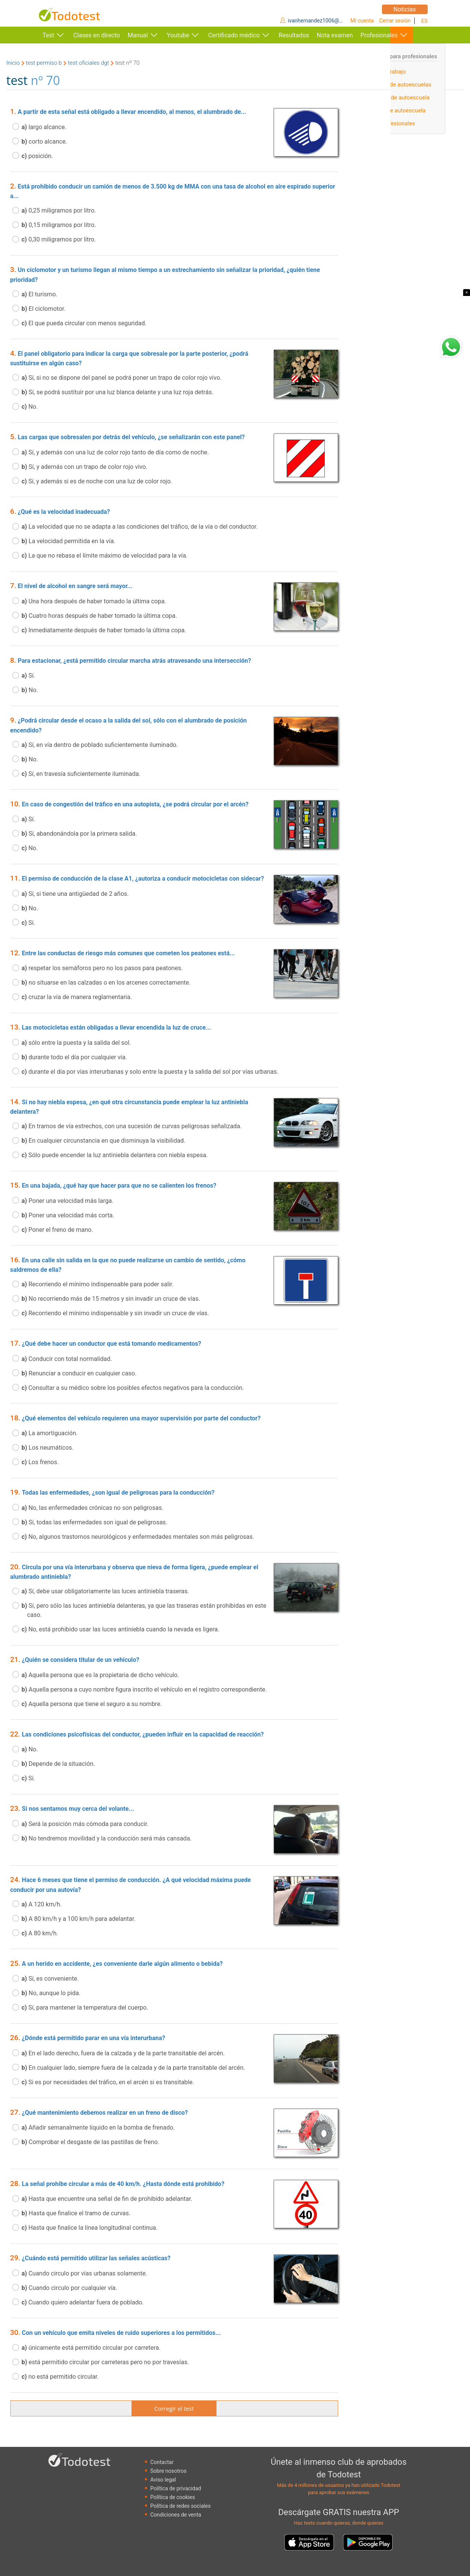 Todotest
Noticias
ivanhernandez1006@...
Mi cuenta
Cerrar sesión
ES
Test
Clases en directo
Manual
Youtube
Certificado médico
Resultados
Nota examen
Profesionales
Inicio > test permiso b > test oficiales dgt > test nº 70
para profesionales
test nº 70
1. A partir de esta señal está obligado a llevar encendido, al menos, el alumbrado de...
a) largo alcance.
b) corto alcance.
c) posición.
2. Está prohibido conducir un camión de menos de 3.500 kg de MMA con una tasa de alcohol en aire espirado superior
a...
a) 0,25 miligramos por litro.
b) 0,15 miligramos por litro.
c) 0,30 miligramos por litro.
3. Un ciclomotor y un turismo llegan al mismo tiempo a un estrechamiento sin señalizar la prioridad, ¿quién tiene
prioridad?
a) El turismo.
b) El ciclomotor.
c) El que pueda circular con menos seguridad.
4. El panel obligatorio para indicar la carga que sobresale por la parte posterior, ¿podrá
sustituirse en algún caso?
a) Sí, si no se dispone del panel se podrá poner un trapo de color rojo vivo.
b) Sí, se podrá sustituir por una luz blanca delante y una luz roja detrás.
c) No.
5. Las cargas que sobresalen por detrás del vehículo, ¿se señalizarán con este panel?
a) Sí, y además con una luz de color rojo tanto de día como de noche.
b) Sí, y además con un trapo de color rojo vivo.
c) Sí, y además si es de noche con una luz de color rojo.
6. ¿Qué es la velocidad inadecuada?
a) La velocidad que no se adapta a las condiciones del tráfico, de la vía o del conductor.
b) La velocidad permitida en la vía.
c) La que no rebasa el límite máximo de velocidad para la vía.
7. El nivel de alcohol en sangre será mayor...
a) Una hora después de haber tomado la última copa.
b) Cuatro horas después de haber tomado la última copa.
c) Inmediatamente después de haber tomado la última copa.
8. Para estacionar, ¿está permitido circular marcha atrás atravesando una intersección?
a) Sí.
b) No.
9. ¿Podrá circular desde el ocaso a la salida del sol, sólo con el alumbrado de posición
encendido?
a) Sí, en vía dentro de poblado suficientemente iluminado.
b) No.
c) Sí, en travesía suficientemente iluminada.
10. En caso de congestión del tráfico en una autopista, ¿se podrá circular por el arcén?
a) Sí.
b) Sí, abandonándola por la primera salida.
c) No.
11. El permiso de conducción de la clase A1, ¿autoriza a conducir motocicletas con sidecar?
a) Sí, si tiene una antigüedad de 2 años.
b) No.
c) Sí.
12. Entre las conductas de riesgo más comunes que cometen los peatones está...
a) respetar los semáforos pero no los pasos para peatones.
b) no situarse en las calzadas o en los arcenes correctamente.
c) cruzar la vía de manera reglamentaria.
13. Las motocicletas están obligadas a llevar encendida la luz de cruce...
a) sólo entre la puesta y la salida del sol.
b) durante todo el día por cualquier vía.
c) durante el día por vías interurbanas y solo entre la puesta y la salida del sol por vías urbanas.
14. Si no hay niebla espesa, ¿en qué otra circunstancia puede emplear la luz antiniebla
delantera?
a) En tramos de vía estrechos, con una sucesión de curvas peligrosas señalizada.
b) En cualquier circunstancia en que disminuya la visibilidad.
c) Sólo puede encender la luz antiniebla delantera con niebla espesa.
15. En una bajada, ¿qué hay que hacer para que no se calienten los frenos?
a) Poner una velocidad más larga.
b) Poner una velocidad más corta.
c) Poner el freno de mano.
16. En una calle sin salida en la que no puede realizarse un cambio de sentido, ¿cómo
saldremos de ella?
a) Recorriendo el mínimo indispensable para poder salir.
b) No recorriendo más de 15 metros y sin invadir un cruce de vías.
c) Recorriendo el mínimo indispensable y sin invadir un cruce de vías.
17. ¿Qué debe hacer un conductor que está tomando medicamentos?
a) Conducir con total normalidad.
b) Renunciar a conducir en cualquier caso.
c) Consultar a su médico sobre los posibles efectos negativos para la conducción.
18. ¿Qué elementos del vehículo requieren una mayor supervisión por parte del conductor?
a) La amortiguación.
b) Los neumáticos.
c) Los frenos.
19. Todas las enfermedades, ¿son igual de peligrosas para la conducción?
a) No, las enfermedades crónicas no son peligrosas.
b) Sí, todas las enfermedades son igual de peligrosas.
c) No, algunos trastornos neurológicos y enfermedades mentales son más peligrosas.
20. Circula por una vía interurbana y observa que nieva de forma ligera, ¿puede emplear el
alumbrado antiniebla?
a) Sí, debe usar obligatoriamente las luces antiniebla traseras.
b) Sí, pero sólo las luces antiniebla delanteras, ya que las traseras están prohibidas en este
caso.
c) No, está prohibido usar las luces antiniebla cuando la nevada es ligera.
21. ¿Quién se considera titular de un vehículo?
a) Aquella persona que es la propietaria de dicho vehículo.
b) Aquella persona a cuyo nombre figura inscrito el vehículo en el registro correspondiente.
c) Aquella persona que tiene el seguro a su nombre.
22. Las condiciones psicofísicas del conductor, ¿pueden influir en la capacidad de reacción?
a) No.
b) Depende de la situación.
c) Sí.
23. Si nos sentamos muy cerca del volante...
a) Será la posición más cómoda para conducir.
b) No tendremos movilidad y la conducción será más cansada.
24. Hace 6 meses que tiene el permiso de conducción. ¿A qué velocidad máxima puede
conducir por una autovía?
a) A 120 km/h.
b) A 80 km/h y a 100 km/h para adelantar.
c) A 80 km/h.
25. A un herido en accidente, ¿es conveniente darle algún alimento o bebida?
a) Sí, es conveniente.
b) No, aunque lo pida.
c) Sí, para mantener la temperatura del cuerpo.
26. ¿Dónde está permitido parar en una vía interurbana?
a) En el lado derecho, fuera de la calzada y de la parte transitable del arcén.
b) En cualquier lado, siempre fuera de la calzada y de la parte transitable del arcén.
c) Si es por necesidades del tráfico, en el arcén si es transitable.
27. ¿Qué mantenimiento debemos realizar en un freno de disco?
a) Añadir semanalmente líquido en la bomba de frenado.
b) Comprobar el desgaste de las pastillas de freno.
Pastilla
Disco
28. La señal prohíbe circular a más de 40 km/h. ¿Hasta dónde está prohibido?
a) Hasta que encuentre una señal de fin de prohibido adelantar.
b) Hasta que finalice el tramo de curvas.
c) Hasta que finalice la línea longitudinal continua.
40
29. ¿Cuándo está permitido utilizar las señales acústicas?
a) Cuando circulo por vías urbanas solamente.
b) Cuando circulo por cualquier vía.
c) Cuando quiero adelantar fuera de poblado.
30. Con un vehículo que emita niveles de ruido superiores a los permitidos...
a) únicamente está permitido circular por carretera.
b) está permitido circular por carreteras pero no por travesías.
c) no está permitido circular.
Corregir el test
Todotest
Contactar
Sobre nosotros
Aviso legal
Política de privacidad
Política de cookies
Política de redes sociales
Condiciones de venta
Únete al inmenso club de aprobados
de Todotest
Más de 4 millones de usuarios ya han utilizado Todotest
para aprobar sus exámenes
Descárgate GRATIS nuestra APP
Haz tests cuando quieras, donde quieras
Descárgala en el
App Store
DISPONIBLE EN
Google Play